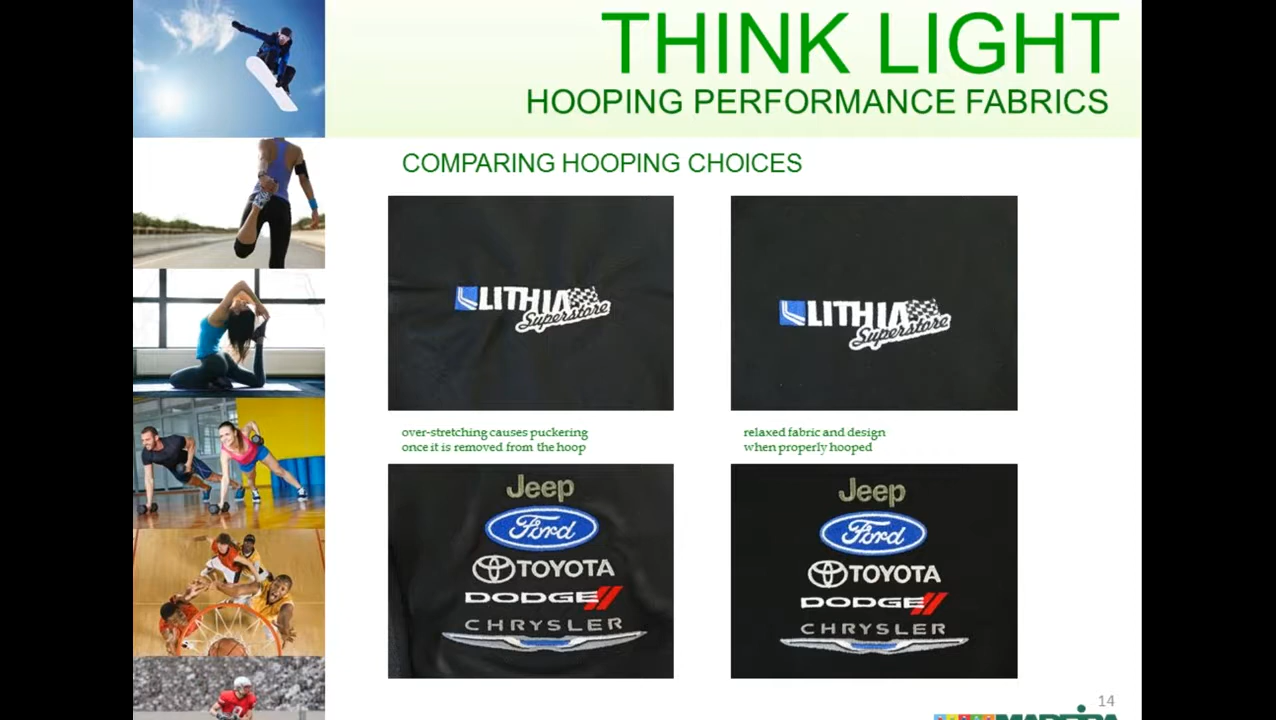 THINK LIGHT
HOOPING PERFORMANCE FABRICS
COMPARING HOOPING CHOICES
LITHIA
Superstore
LITHIA
Superstore
over-stretching causes puckering
once it is removed from the hoop
relaxed fabric and design
when properly hooped
Jeep
Ford
TOYOTA
DODGE
CHRYSLER
Jeep
Ford
TOYOTA
DODGE
CHRYSLER
14
MADEIRA